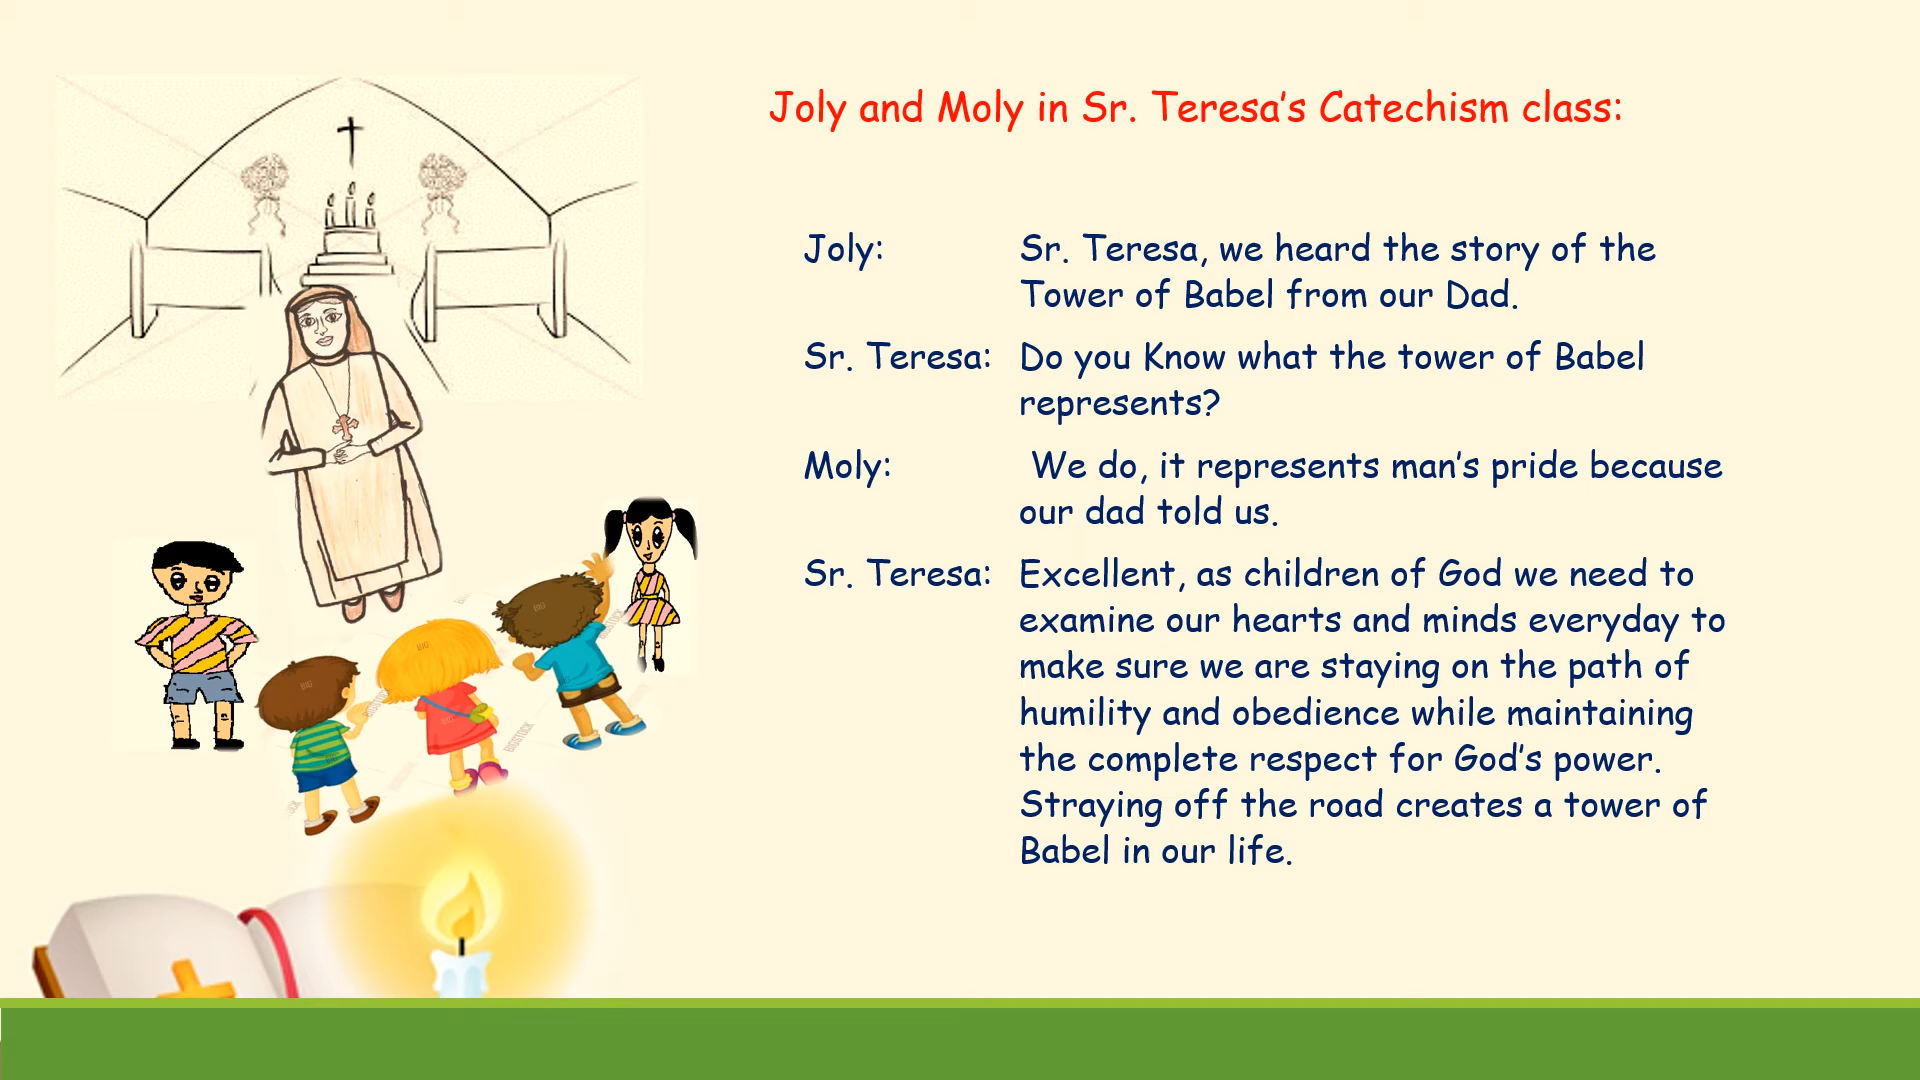 Joly and Moly in Sr. Teresa’s Catechism class:
Joly: Sr. Teresa, we heard the story of the
Tower of Babel from our Dad.
Sr. Teresa: Do you Know what the tower of Babel
represents?
Moly: We do, it represents man’s pride because
our dad told us.
Sr. Teresa: Excellent, as children of God we need to
examine our hearts and minds everyday to
make sure we are staying on the path of
humility and obedience while maintaining
the complete respect for God’s power.
Straying off the road creates a tower of
Babel in our life.
BIG
BIG
BIG
BIGSTOCK